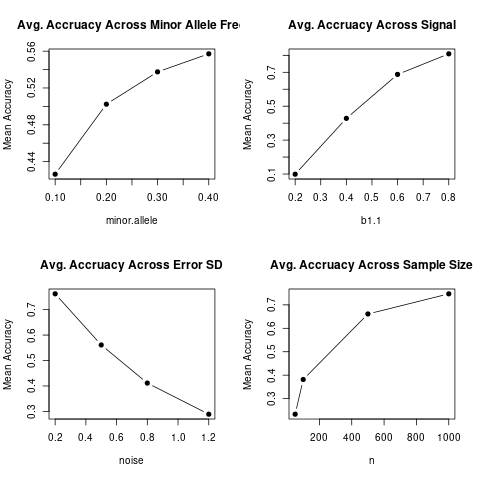 Avg. Accruacy Across Minor Allele Fre
Mean Accuracy
0.44 0.48 0.52 0.56
0.10 0.20 0.30 0.40
minor.allele
Avg. Accruacy Across Signal
Mean Accuracy
0.1 0.3 0.5 0.7
0.2 0.3 0.4 0.5 0.6 0.7 0.8
b1.1
Avg. Accruacy Across Error SD
Mean Accuracy
0.3 0.4 0.5 0.6 0.7
0.2 0.4 0.6 0.8 1.0 1.2
noise
Avg. Accruacy Across Sample Size
Mean Accuracy
0.3 0.4 0.5 0.6 0.7
200 400 600 800 1000
n